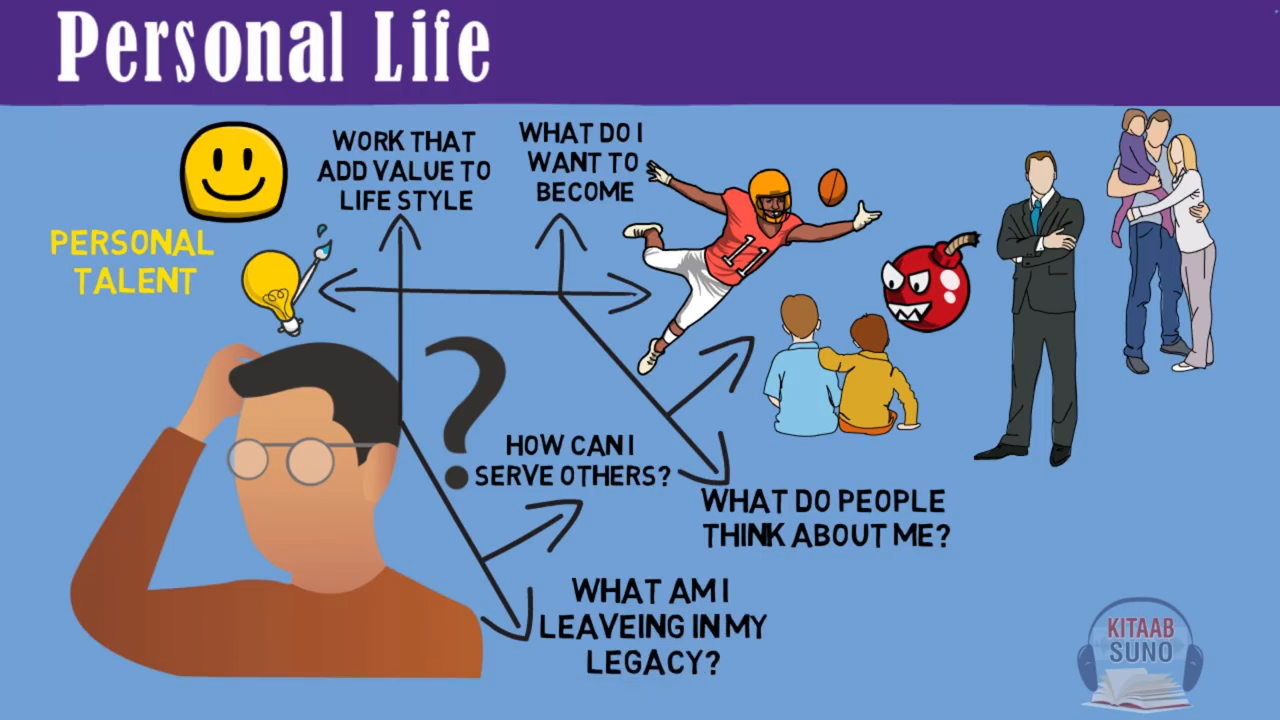 Personal Life
WORK THAT
ADD VALUE TO
LIFE STYLE
WHAT DO I
WANT TO
BECOME
PERSONAL
TALENT
11
HOW CAN I
SERVE OTHERS?
WHAT DO PEOPLE
THINK ABOUT ME?
WHAT AM I
LEAVEING IN MY
LEGACY?
KITAAB
SUNO